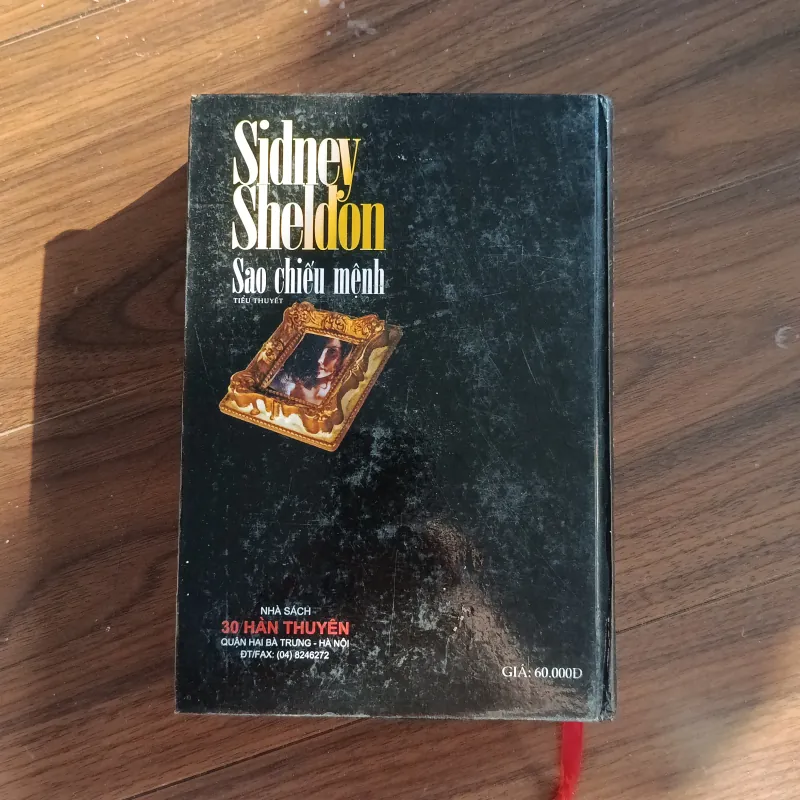 Sidney
Sheldon
Sao chiếu mệnh
TIỂU THUYẾT
NHÀ SÁCH
30 HÀN THUYÊN
QUẬN HAI BÀ TRƯNG - HÀ NỘI
ĐT/FAX: (04) 8246272
GIÁ: 60.000Đ